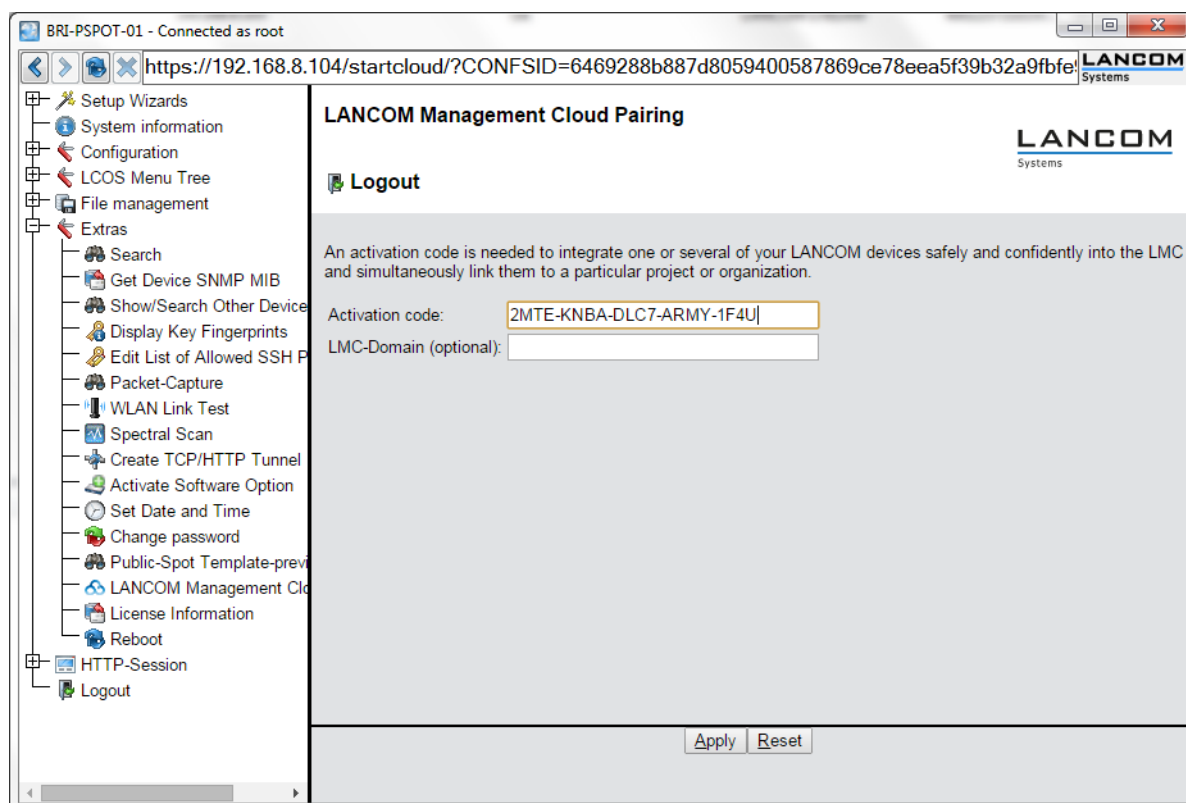 BRI-PSPOT-01 - Connected as root
https://192.168.8.104/startcloud/?CONFSID=6469288b887d8059400587869ce78eea5f39b32a9fbfe
LANCOM
Systems
Setup Wizards
System information
Configuration
LCOS Menu Tree
File management
Extras
Search
Get Device SNMP MIB
Show/Search Other Device
Display Key Fingerprints
Edit List of Allowed SSH P
Packet-Capture
WLAN Link Test
Spectral Scan
Create TCP/HTTP Tunnel
Activate Software Option
Set Date and Time
Change password
Public-Spot Template-previ
LANCOM Management Clo
License Information
Reboot
HTTP-Session
Logout
LANCOM Management Cloud Pairing
LANCOM
Systems
Logout
An activation code is needed to integrate one or several of your LANCOM devices safely and confidently into the LMC
and simultaneously link them to a particular project or organization.
Activation code: 2MTE-KNBA-DLC7-ARMY-1F4U
LMC-Domain (optional):
Apply Reset